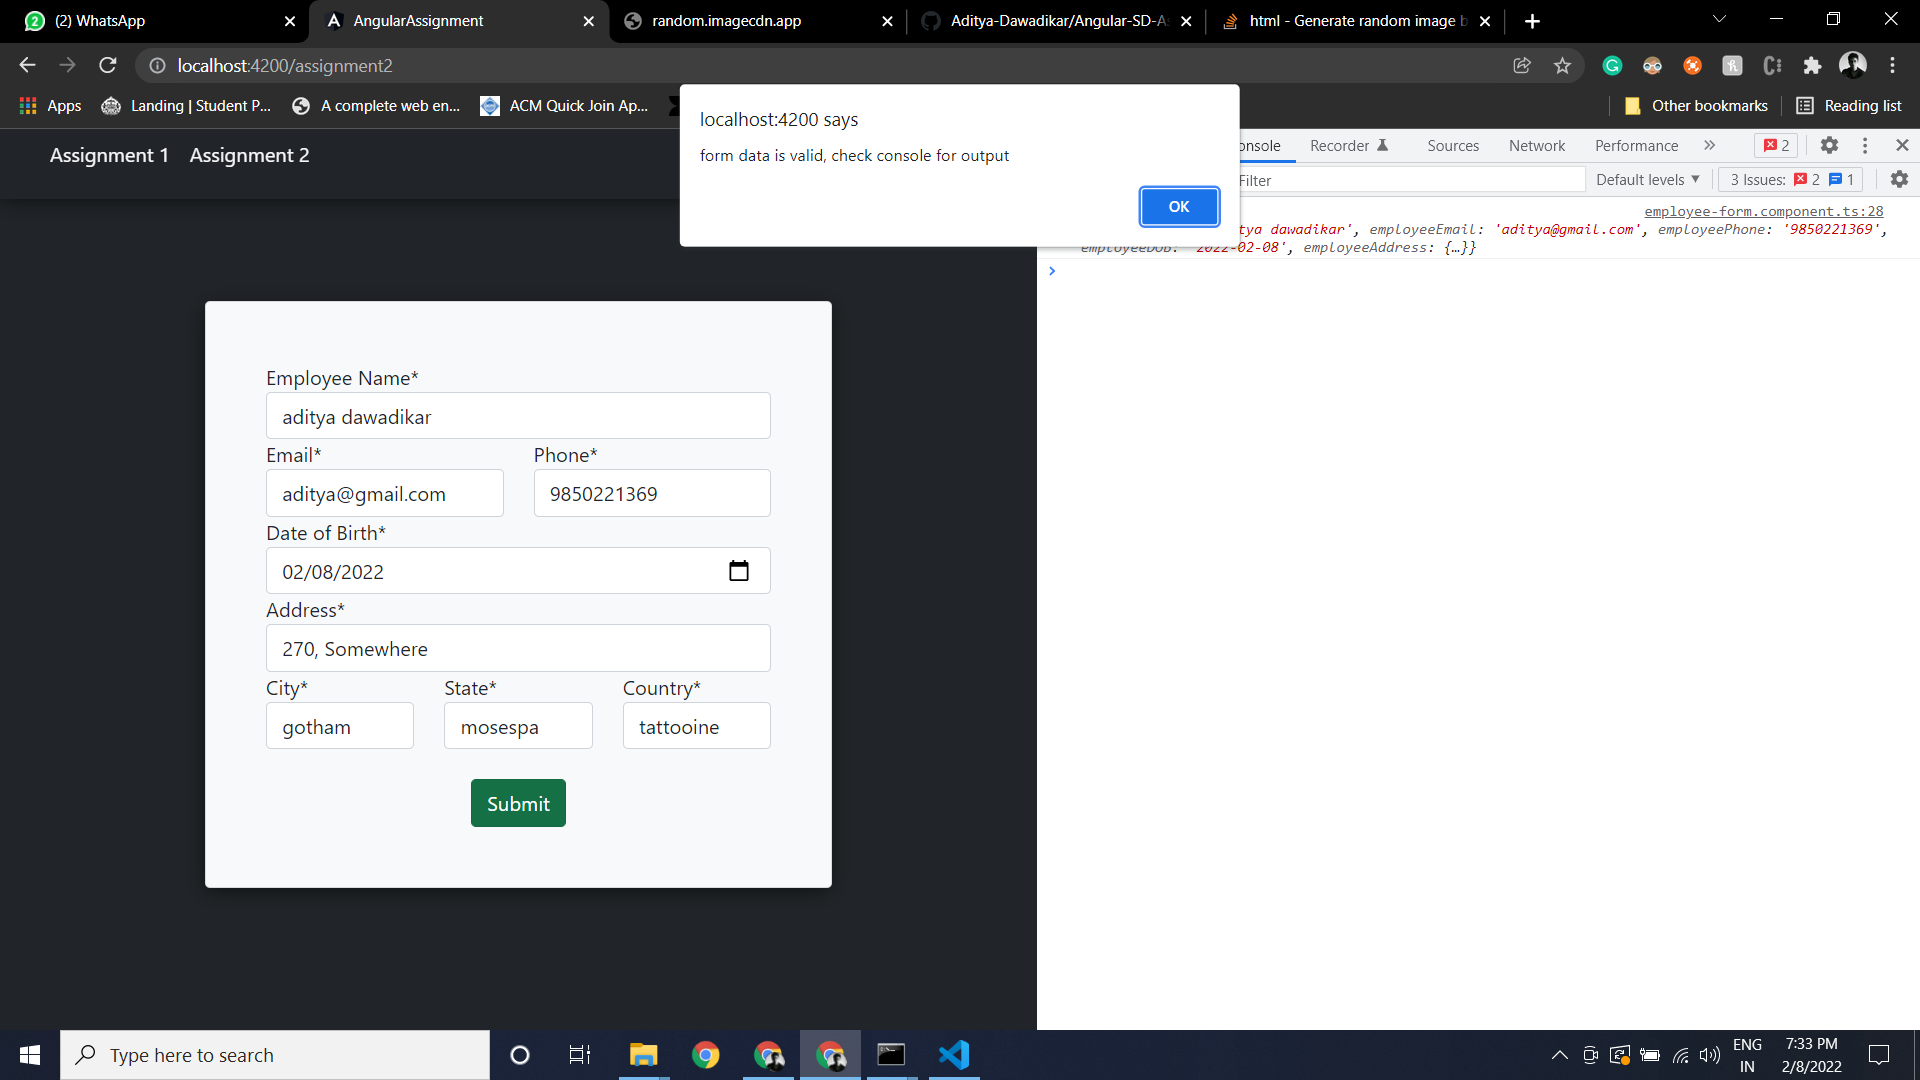 (2) WhatsApp
AngularAssignment
random.imagecdn.app
Aditya-Dawadikar/Angular-SD-As
html - Generate random image b
localhost:4200/assignment2
Apps
Landing | Student P...
A complete web en...
ACM Quick Join Ap...
Other bookmarks
Reading list
localhost:4200 says
form data is valid, check console for output
OK
Assignment 1
Assignment 2
onsole
Recorder
Sources
Network
Performance
2
Filter
Default levels
3 Issues:
2
1
employee-form.component.ts:28
tya dawadikar', employeeEmail: 'aditya@gmail.com', employeePhone: '9850221369',
employeeDOB: '2022-02-08', employeeAddress: {…}}
Employee Name*
aditya dawadikar
Email*
Phone*
aditya@gmail.com
9850221369
Date of Birth*
02/08/2022
Address*
270, Somewhere
City*
State*
Country*
gotham
mosespa
tattooine
Submit
Type here to search
ENG
IN
7:33 PM
2/8/2022